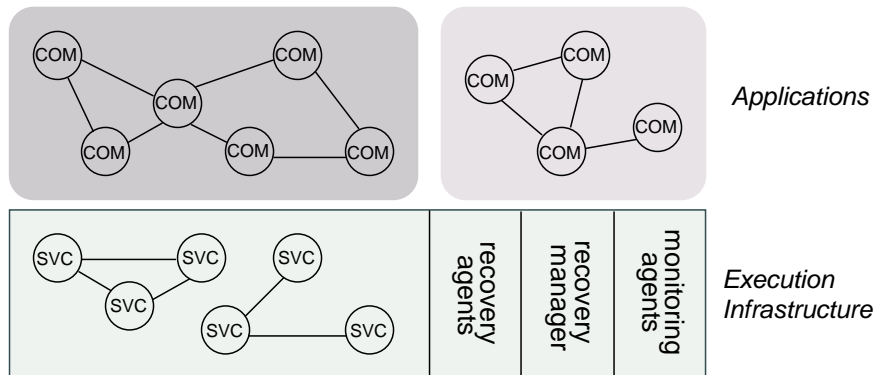 COM
COM
COM
COM
COM
COM
COM
COM
COM
COM
Applications
SVC
SVC
SVC
SVC
SVC
SVC
recovery
agents
recovery
manager
monitoring
agents
Execution
Infrastructure